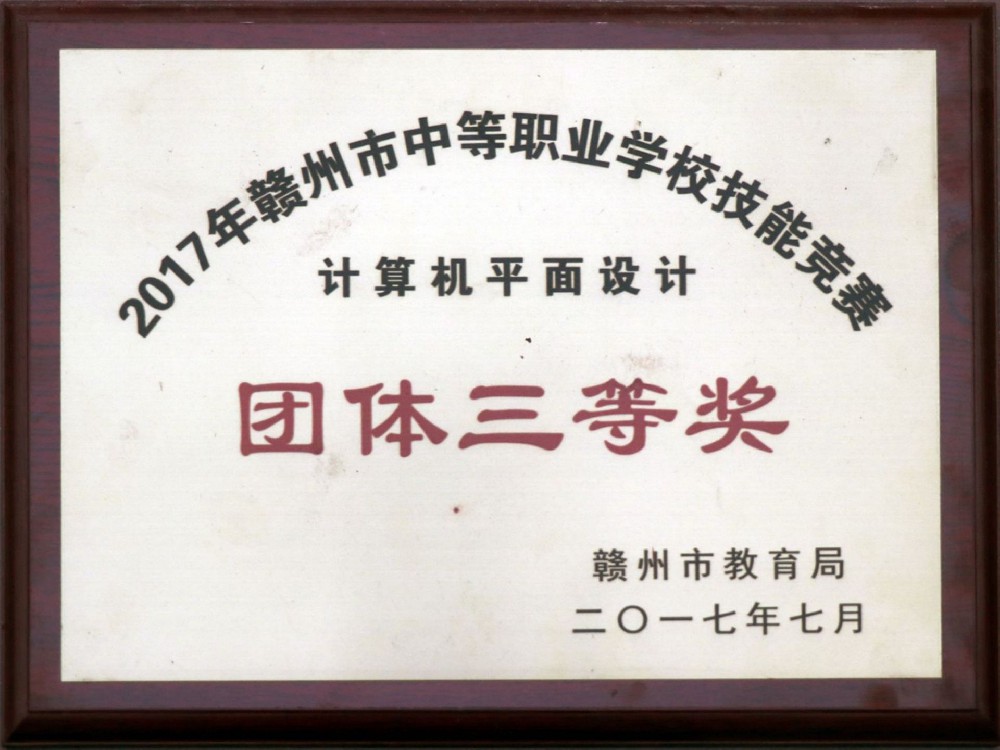 2017年赣州市中等职业学校技能竞赛
计算机平面设计
团体三等奖
赣州市教育局
二〇一七年七月